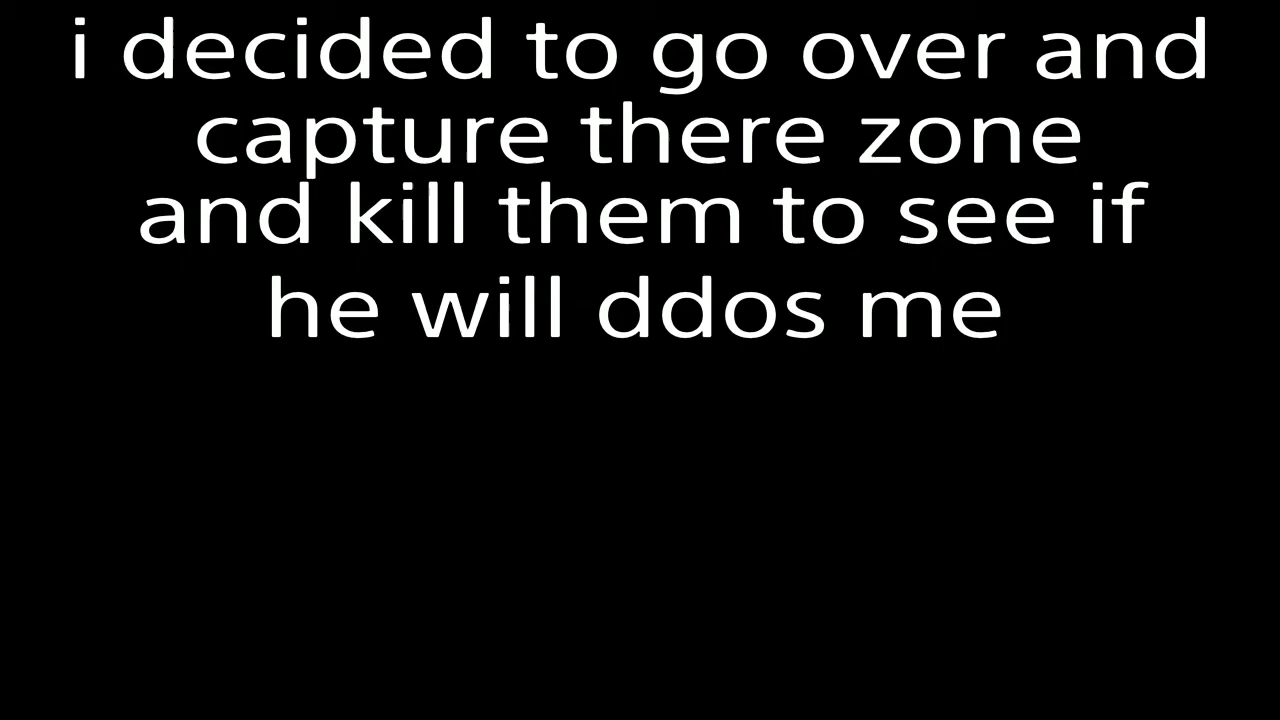 i decided to go over and
capture there zone
and kill them to see if
he will ddos me